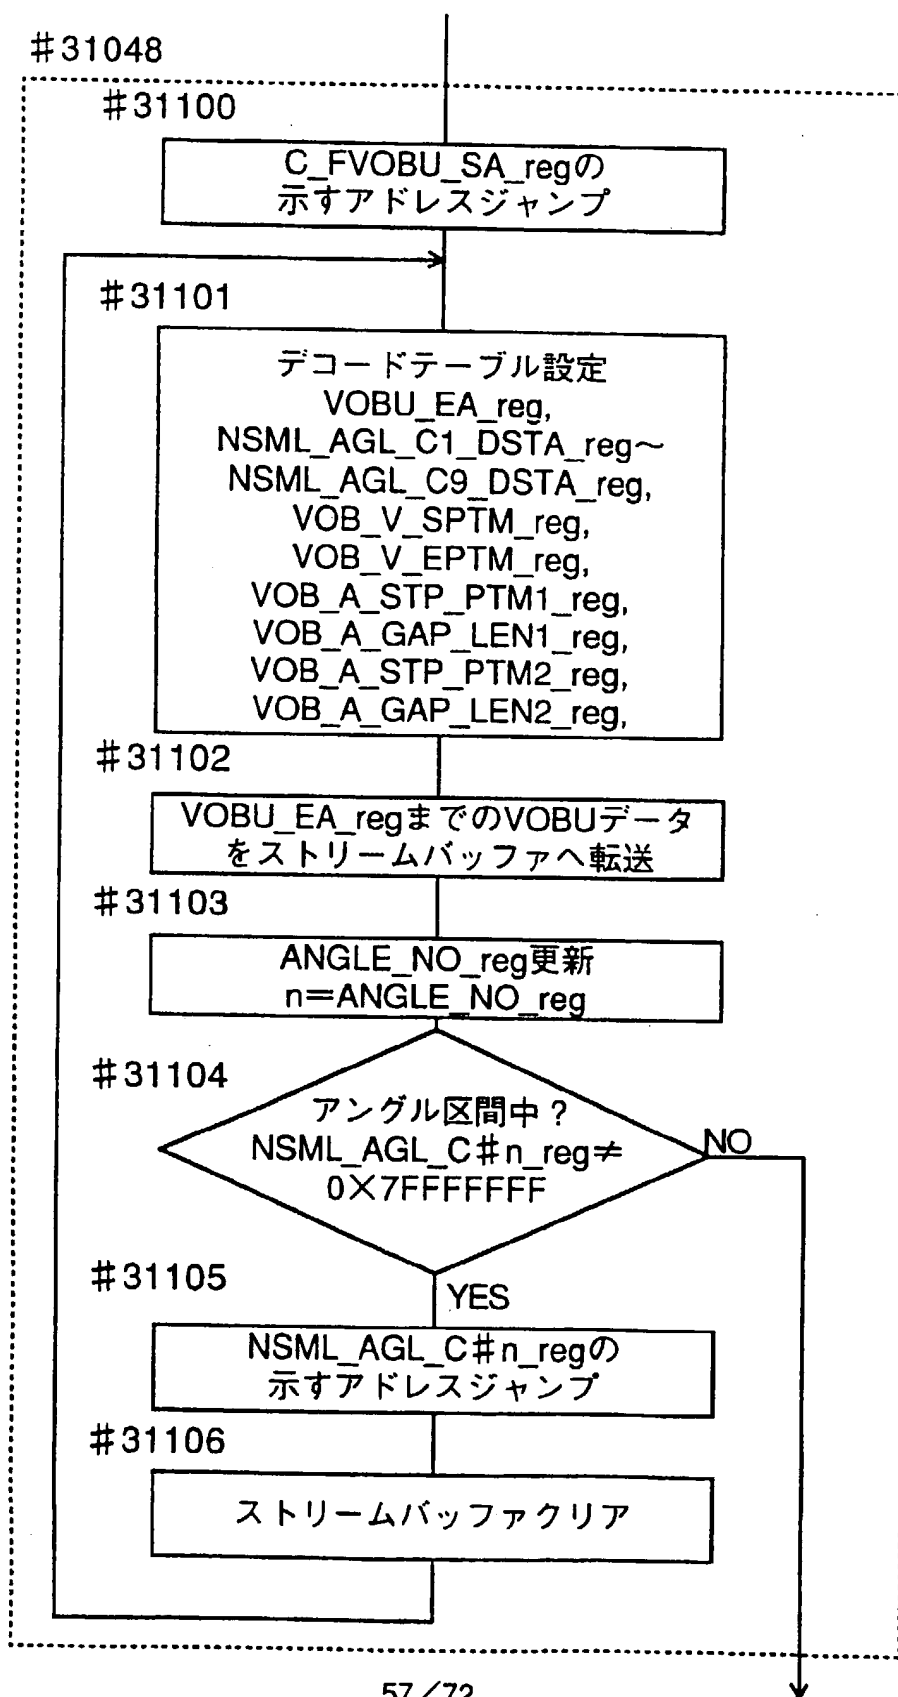 #31048
#31100
C_FVOBU_SA_regの
示すアドレスジャンプ
#31101
デコードテーブル設定
VOBU_EA_reg,
NSML_AGL_C1_DSTA_reg~
NSML_AGL_C9_DSTA_reg,
VOB_V_SPTM_reg,
VOB_V_EPTM_reg,
VOB_A_STP_PTM1_reg,
VOB_A_GAP_LEN1_reg,
VOB_A_STP_PTM2_reg,
VOB_A_GAP_LEN2_reg,
#31102
VOBU_EA_regまでのVOBUデータ
をストリームバッファへ転送
#31103
ANGLE_NO_reg更新
n=ANGLE_NO_reg
#31104
アングル区間中?
NSML_AGL_C#n_reg≠
0×7FFFFFFF
NO
#31105
YES
NSML_AGL_C#n_regの
示すアドレスジャンプ
#31106
ストリームバッファクリア
57/72